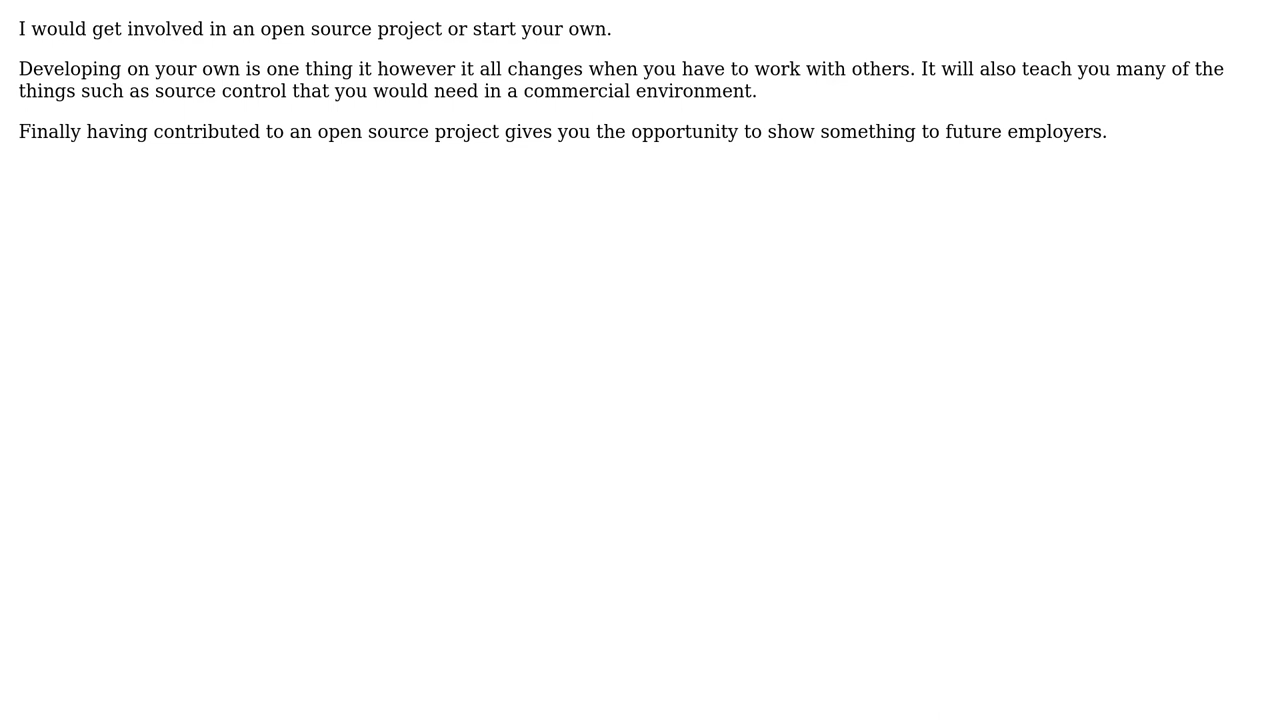 I would get involved in an open source project or start your own.
Developing on your own is one thing it however it all changes when you have to work with others. It will also teach you many of the
things such as source control that you would need in a commercial environment.
Finally having contributed to an open source project gives you the opportunity to show something to future employers.